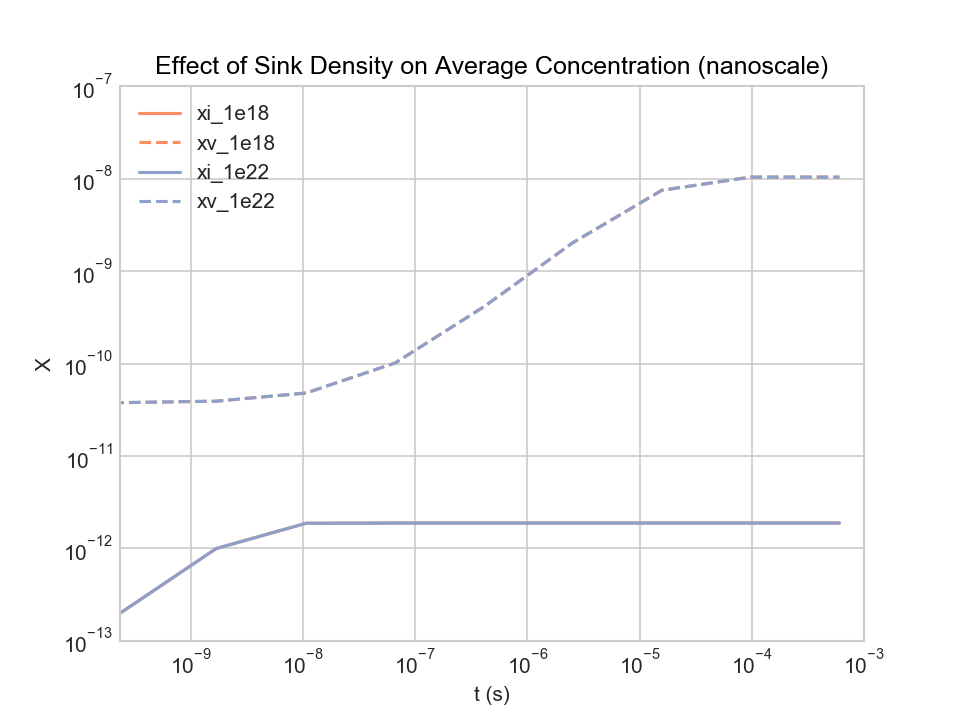 Effect of Sink Density on Average Concentration (nanoscale)
10⁻⁷
xi_1e18
xv_1e18
xi_1e22
xv_1e22
10⁻⁸
10⁻⁹
X
10⁻¹⁰
10⁻¹¹
10⁻¹²
10⁻¹³
10⁻⁹ 10⁻⁸ 10⁻⁷ 10⁻⁶ 10⁻⁵ 10⁻⁴ 10⁻³
t (s)